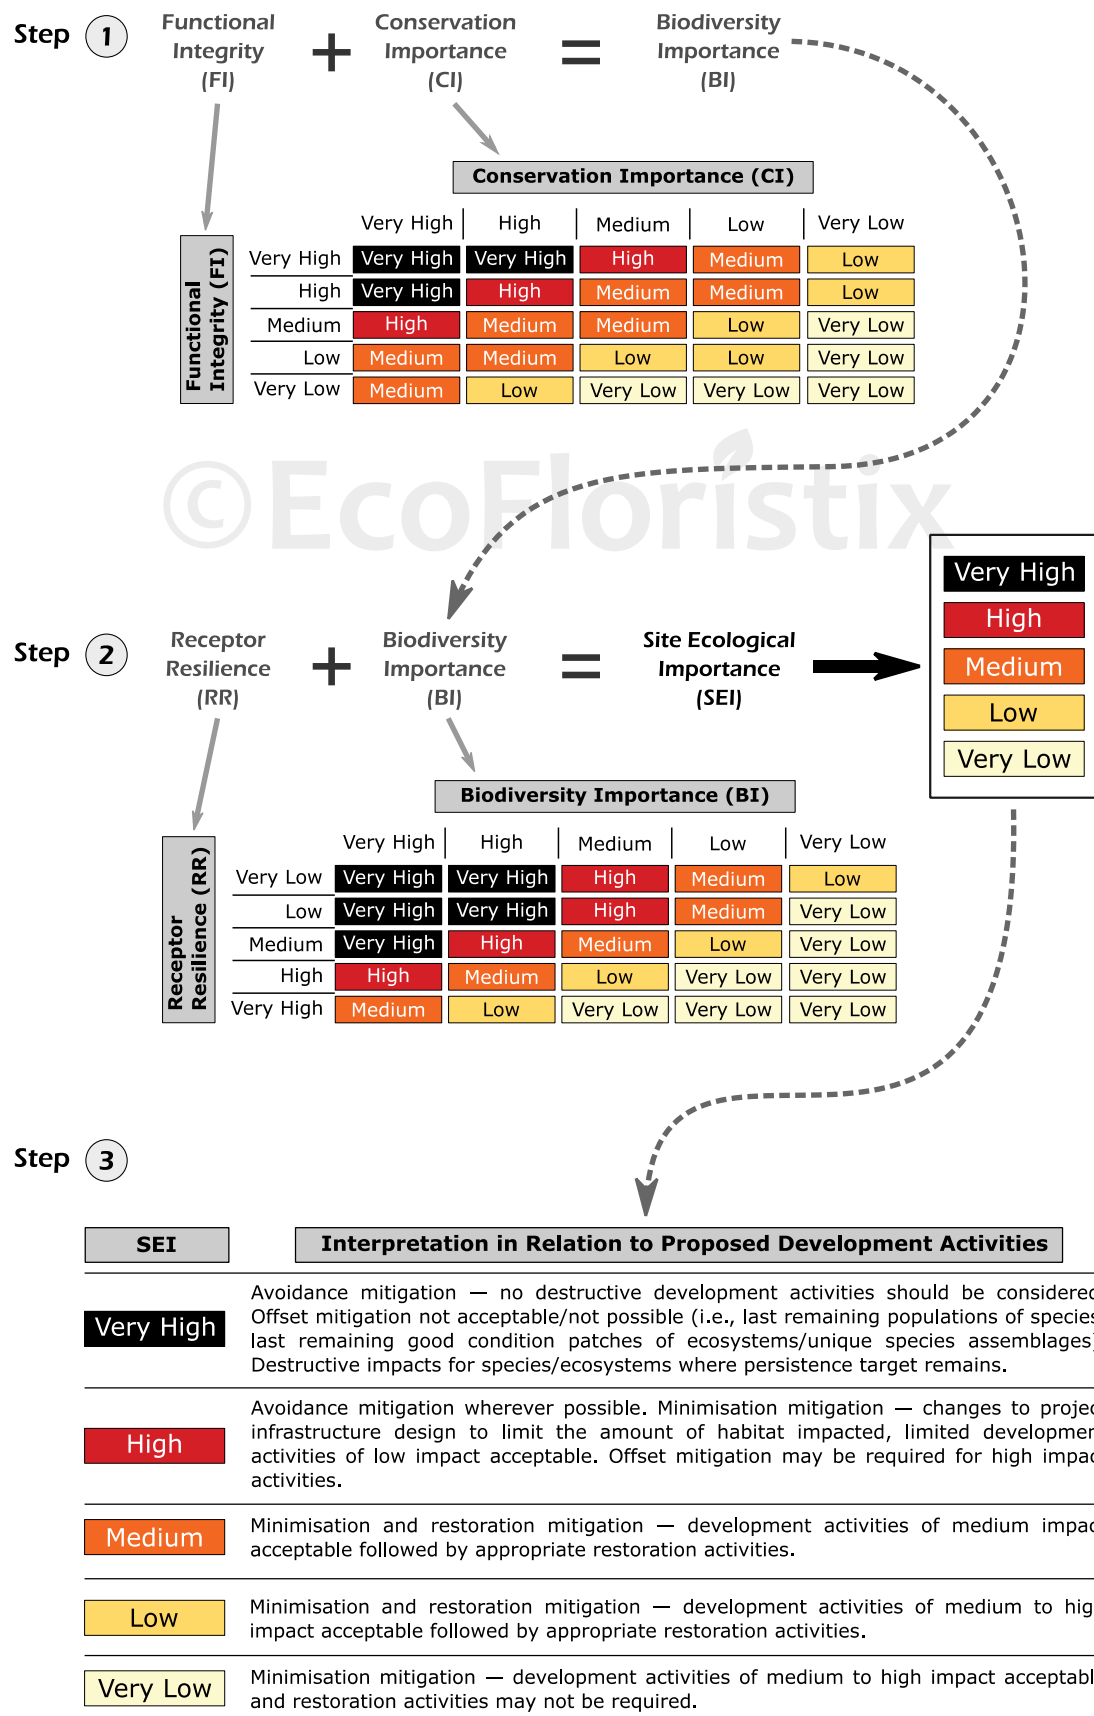 Step 1
Functional Integrity (FI) + Conservation Importance (CI) = Biodiversity Importance (BI)
Conservation Importance (CI)
Very High | High | Medium | Low | Very Low
Functional Integrity (FI)
Very High Very High Very High High Medium Low
High Very High High Medium Medium Low
Medium High Medium Medium Low Very Low
Low Medium Medium Low Low Very Low
Very Low Medium Low Very Low Very Low Very Low
©EcoFloristix
Step 2
Receptor Resilience (RR) + Biodiversity Importance (BI) = Site Ecological Importance (SEI)
Very High
High
Medium
Low
Very Low
Biodiversity Importance (BI)
Very High | High | Medium | Low | Very Low
Receptor Resilience (RR)
Very Low Very High Very High High Medium Low
Low Very High Very High High Medium Very Low
Medium Very High High Medium Low Very Low
High High Medium Low Very Low Very Low
Very High Medium Low Very Low Very Low Very Low
Step 3
SEI Interpretation in Relation to Proposed Development Activities
Very High
Avoidance mitigation — no destructive development activities should be considered
Offset mitigation not acceptable/not possible (i.e., last remaining populations of species
last remaining good condition patches of ecosystems/unique species assemblages)
Destructive impacts for species/ecosystems where persistence target remains.
High
Avoidance mitigation wherever possible. Minimisation mitigation — changes to projec
infrastructure design to limit the amount of habitat impacted, limited developmen
activities of low impact acceptable. Offset mitigation may be required for high impac
activities.
Medium
Minimisation and restoration mitigation — development activities of medium impac
acceptable followed by appropriate restoration activities.
Low
Minimisation and restoration mitigation — development activities of medium to hig
impact acceptable followed by appropriate restoration activities.
Very Low
Minimisation mitigation — development activities of medium to high impact acceptabl
and restoration activities may not be required.